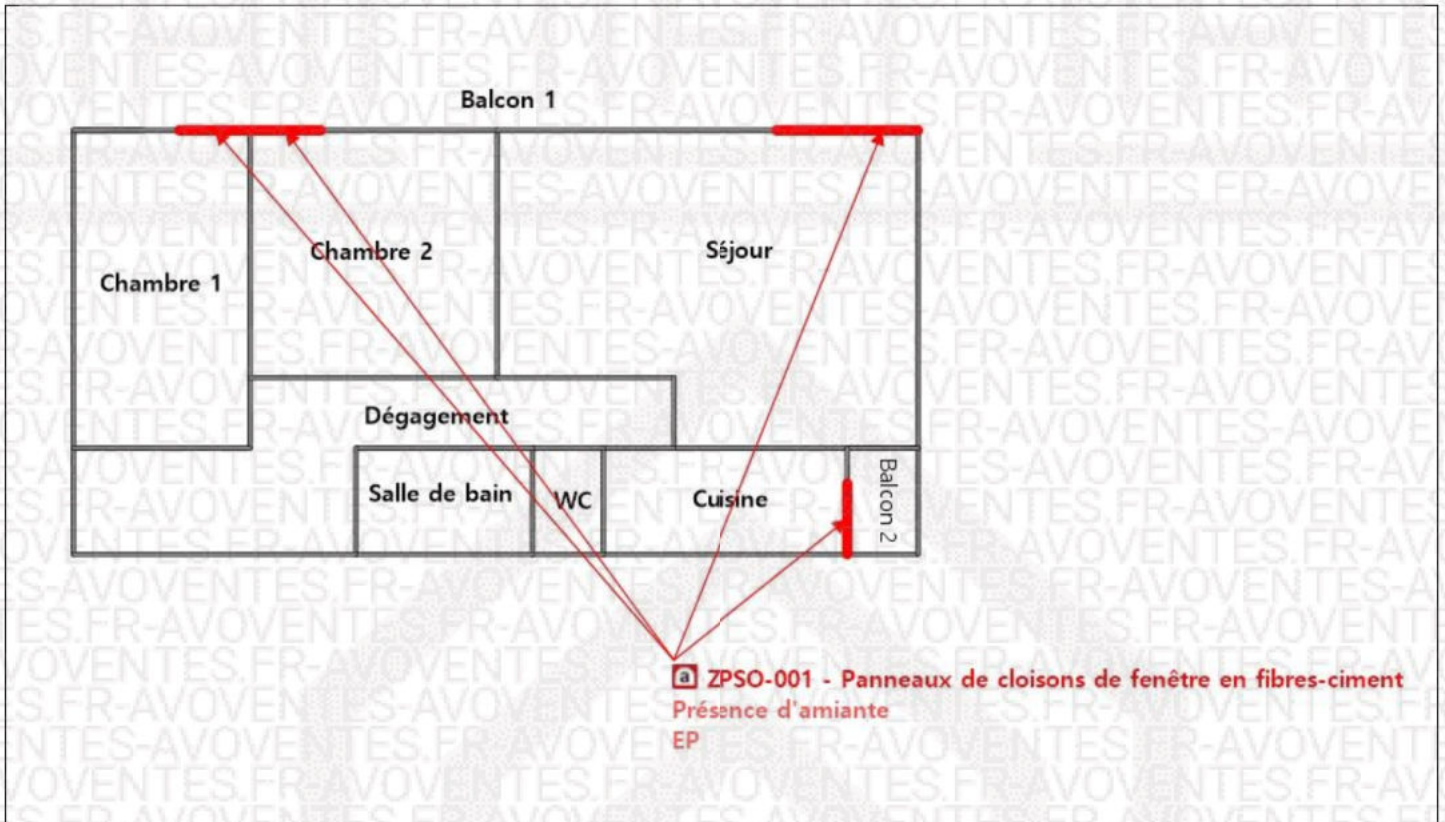 Balcon 1
Chambre 2
Séjour
Chambre 1
Dégagement
Salle de bain
WC
Cuisine
Balcon 2
a ZPSO-001 - Panneaux de cloisons de fenêtre en fibres-ciment
Présence d'amiante
EP